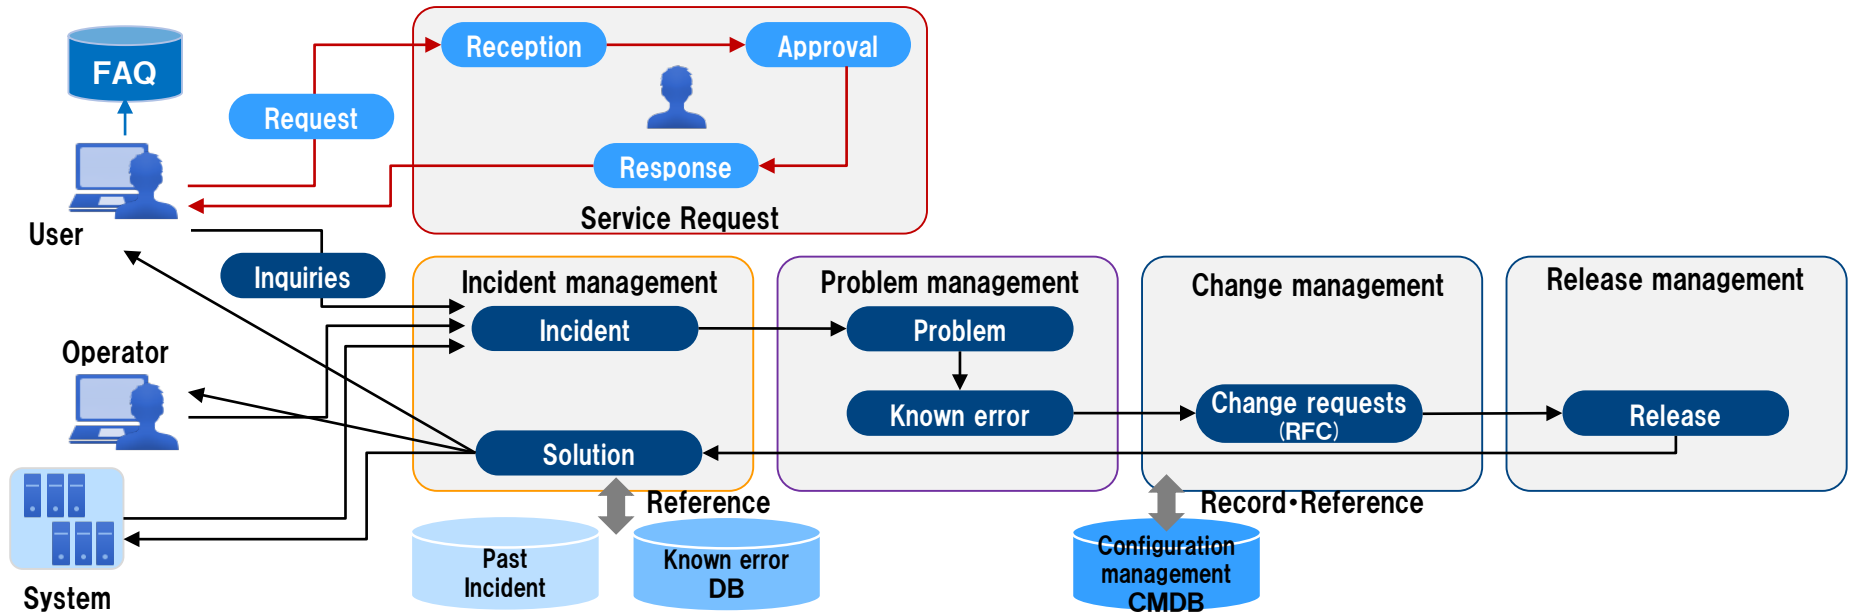 FAQ
Request
Reception
Approval
Response
Service Request
User
Inquiries
Incident management
Problem management
Change management
Release management
Incident
Problem
Operator
Known error
Change requests
(RFC)
Release
Solution
Reference
Record・Reference
Past
Incident
Known error
DB
Configuration
management
CMDB
System